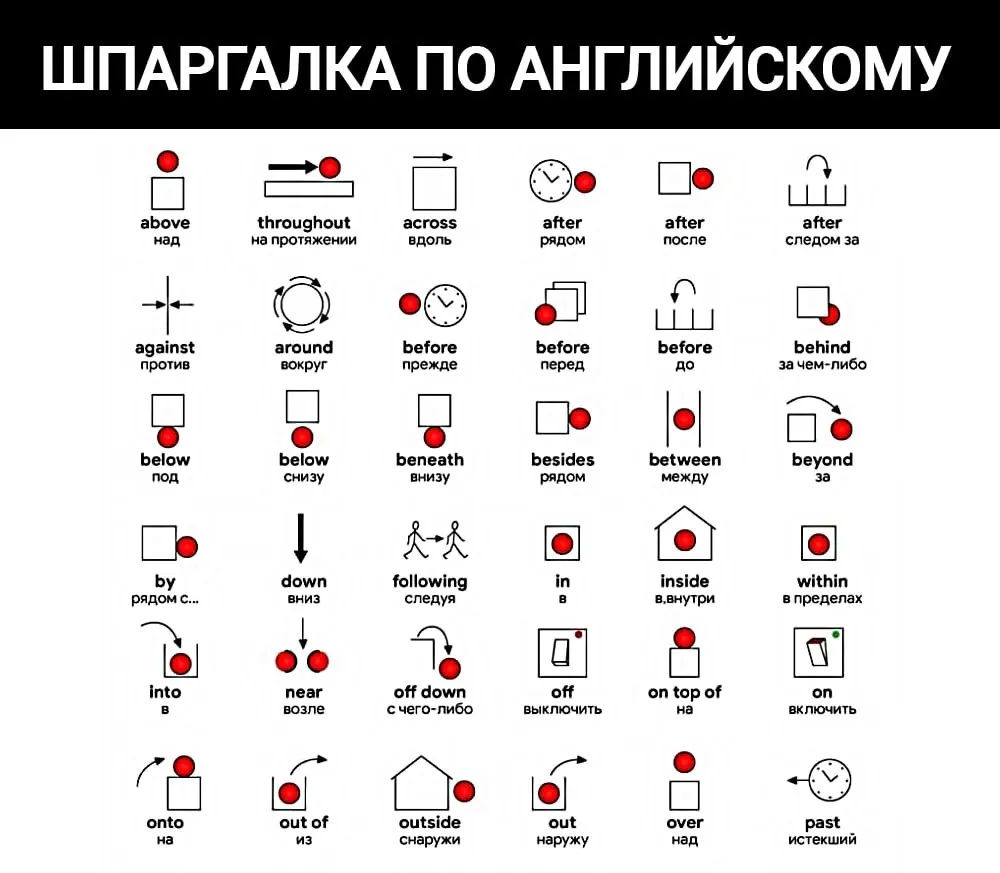 ШПАРГАЛКА ПО АНГЛИЙСКОМУ
above throughout across after after after
над на протяжении вдоль рядом после следом за
against around before before before behind
против вокруг прежде перед до за чем-либо
below below beneath besides between beyond
под снизу внизу рядом между за
by down following in inside within
рядом с... вниз следуя в в,внутри в пределах
into near off down off on top of on
в возле с чего-либо выключить на включить
onto out of outside out over past
на из снаружи наружу над истекший